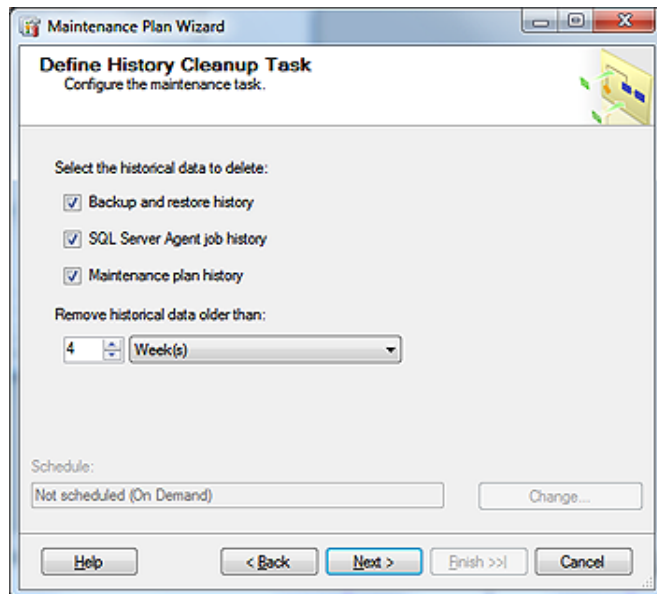 Maintenance Plan Wizard
Define History Cleanup Task
Configure the maintenance task.
Select the historical data to delete:
Backup and restore history
SQL Server Agent job history
Maintenance plan history
Remove historical data older than:
4 Week(s)
Schedule:
Not scheduled (On Demand) Change...
Help < Back Next > Finish >>| Cancel